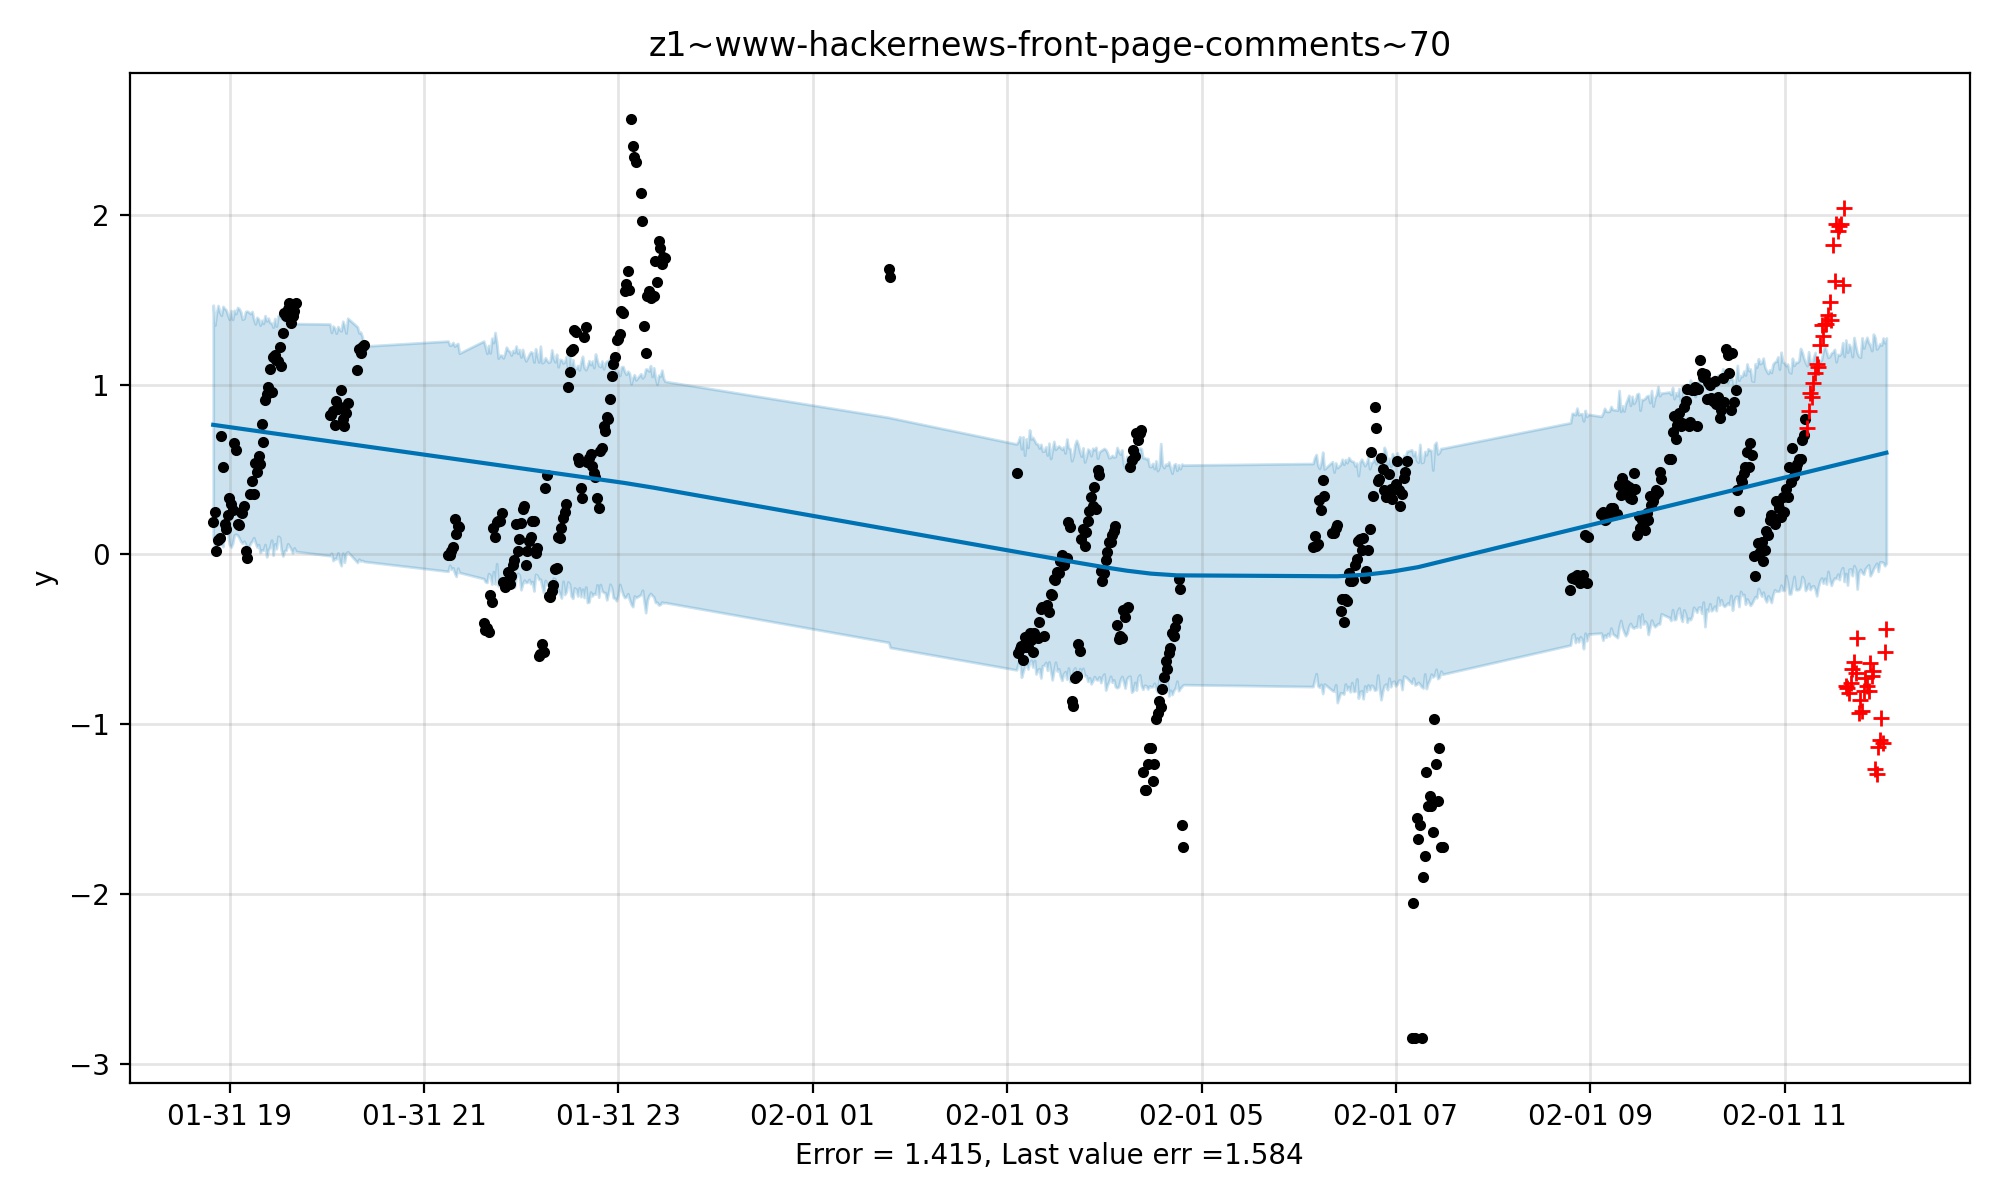 z1~www-hackernews-front-page-comments~70
y
2
1
0
−1
−2
−3
01-31 19 01-31 21 01-31 23 02-01 01 02-01 03 02-01 05 02-01 07 02-01 09 02-01 11
Error = 1.415, Last value err =1.584